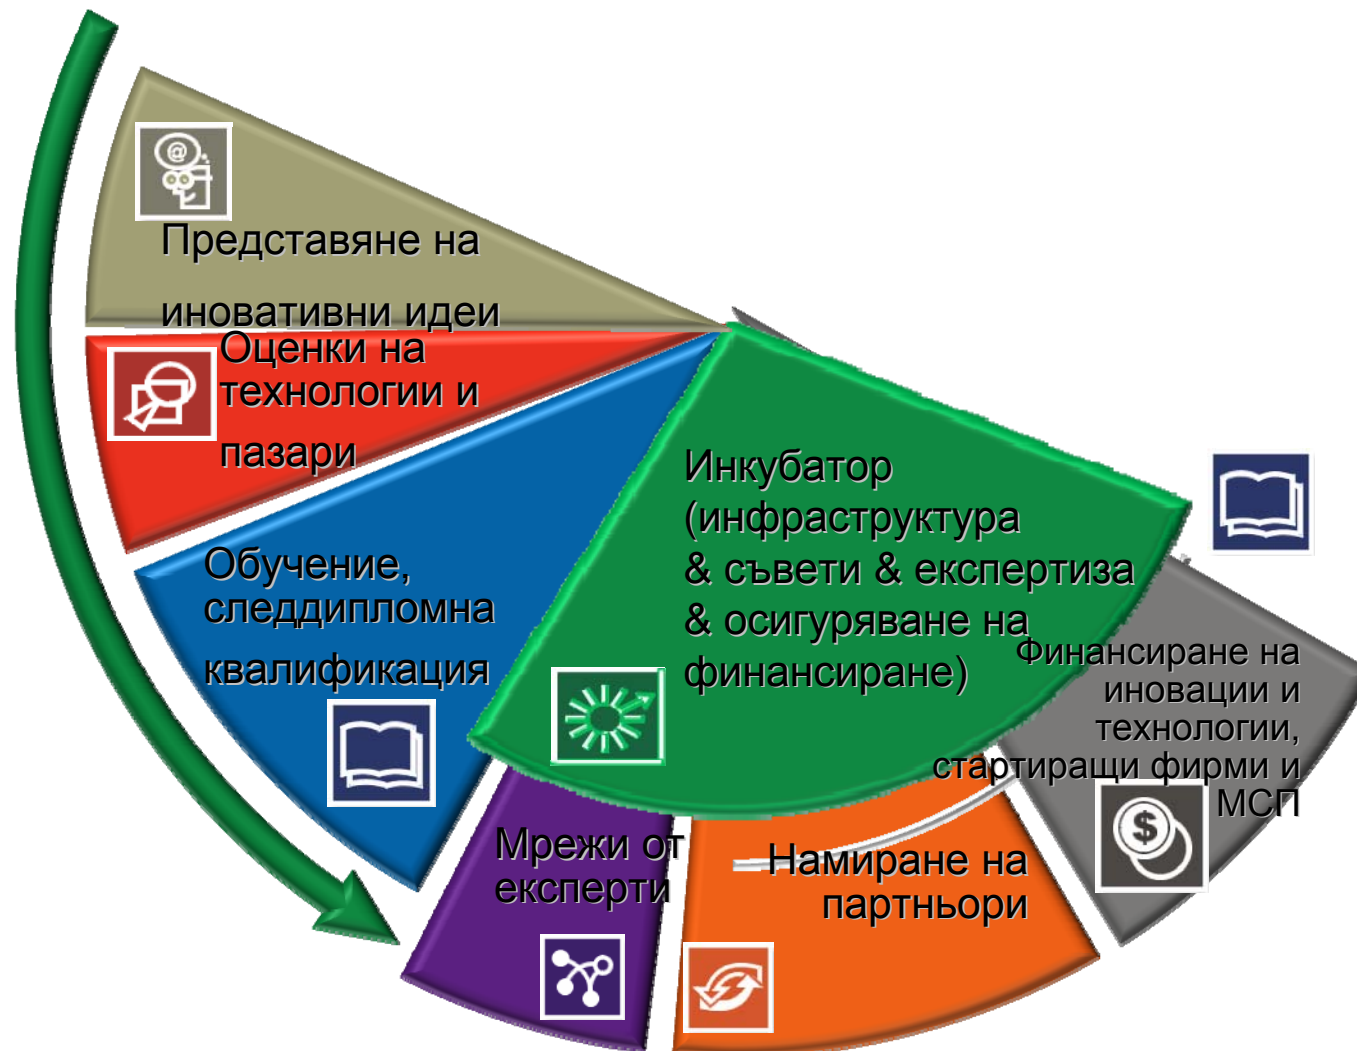 Представяне на
иновативни идеи
Оценки на
технологии и
пазари
Обучение,
следдипломна
квалификация
Инкубатор
(инфраструктура
& съвети & експертиза
& осигуряване на
финансиране)
Мрежи от
експерти
Намиране на
партньори
Финансиране на
иновации и
технологии,
стартиращи фирми и
МСП
@
$